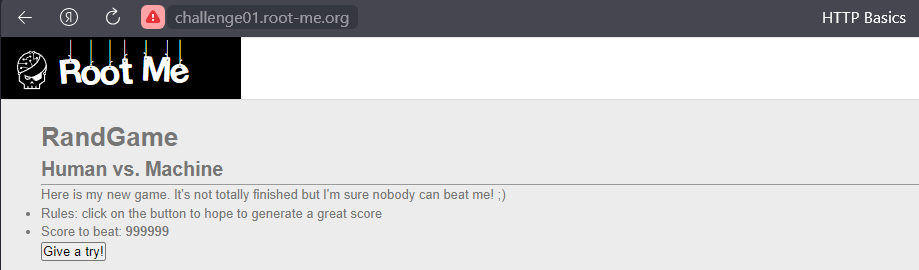 challenge01.root-me.org
HTTP Basics
Root Me
RandGame
Human vs. Machine
Here is my new game. It's not totally finished but I'm sure nobody can beat me! ;)
Rules: click on the button to hope to generate a great score
Score to beat: 999999
Give a try!